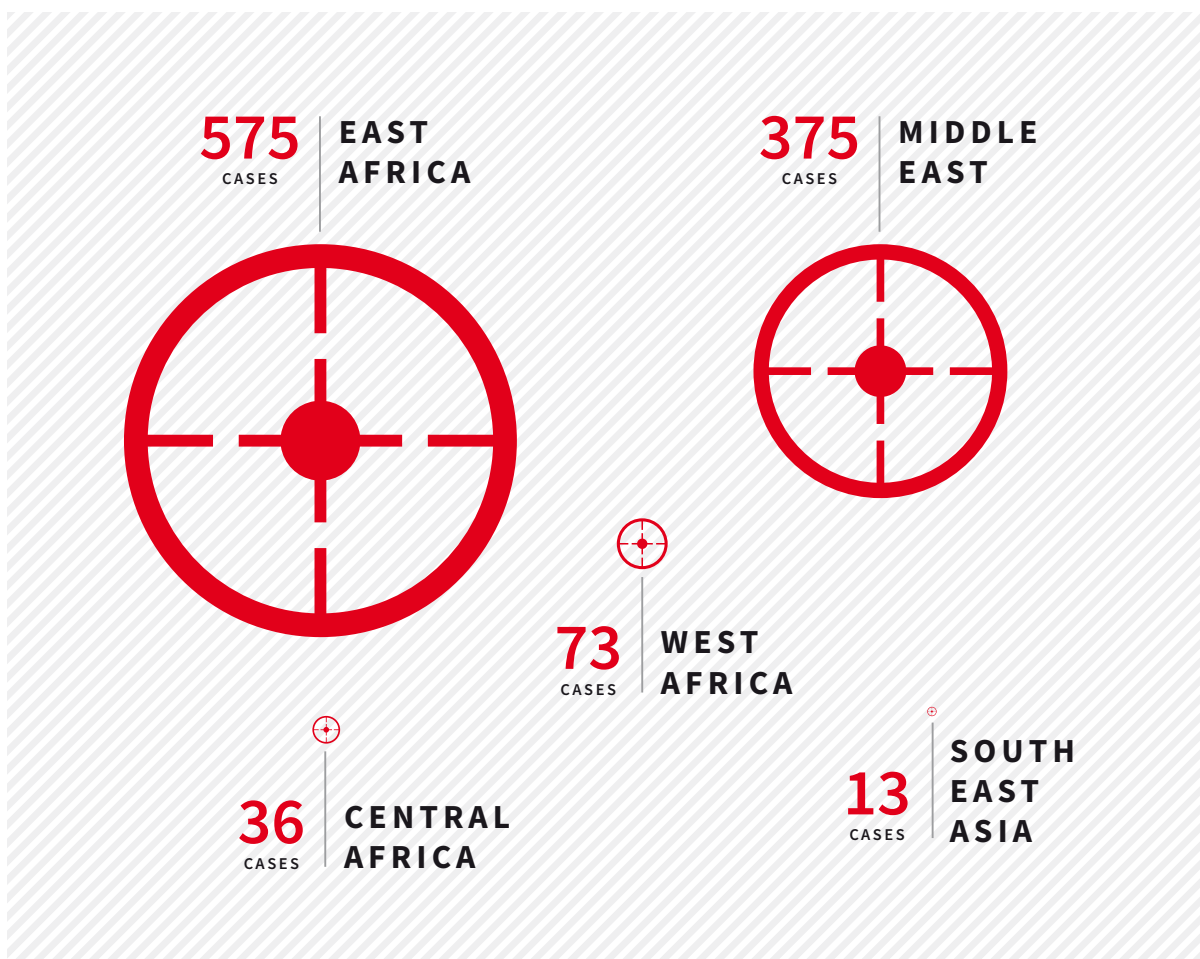 575
CASES
EAST
AFRICA
375
CASES
MIDDLE
EAST
73
CASES
WEST
AFRICA
36
CASES
CENTRAL
AFRICA
13
CASES
SOUTH
EAST
ASIA